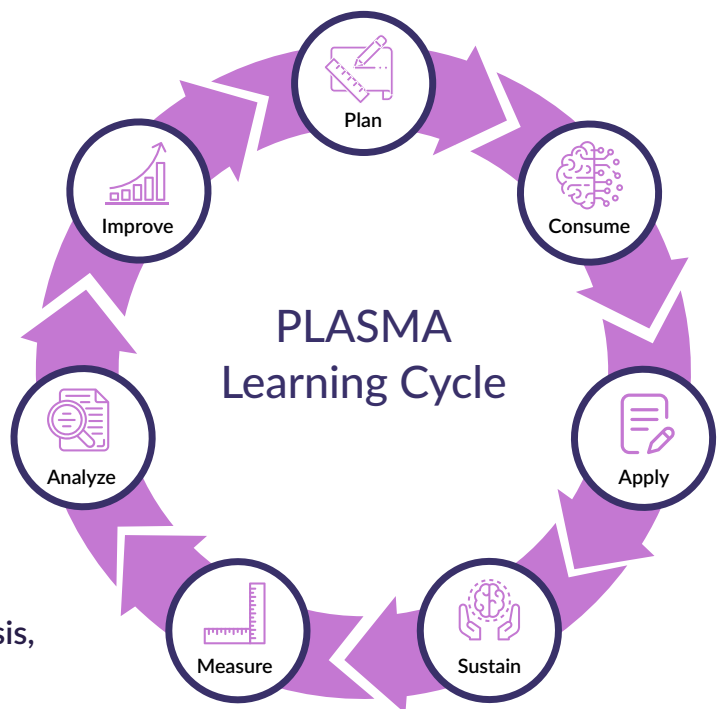 Plan
Consume
Improve
PLASMA
Learning Cycle
Analyze
Apply
sis,
Measure
Sustain